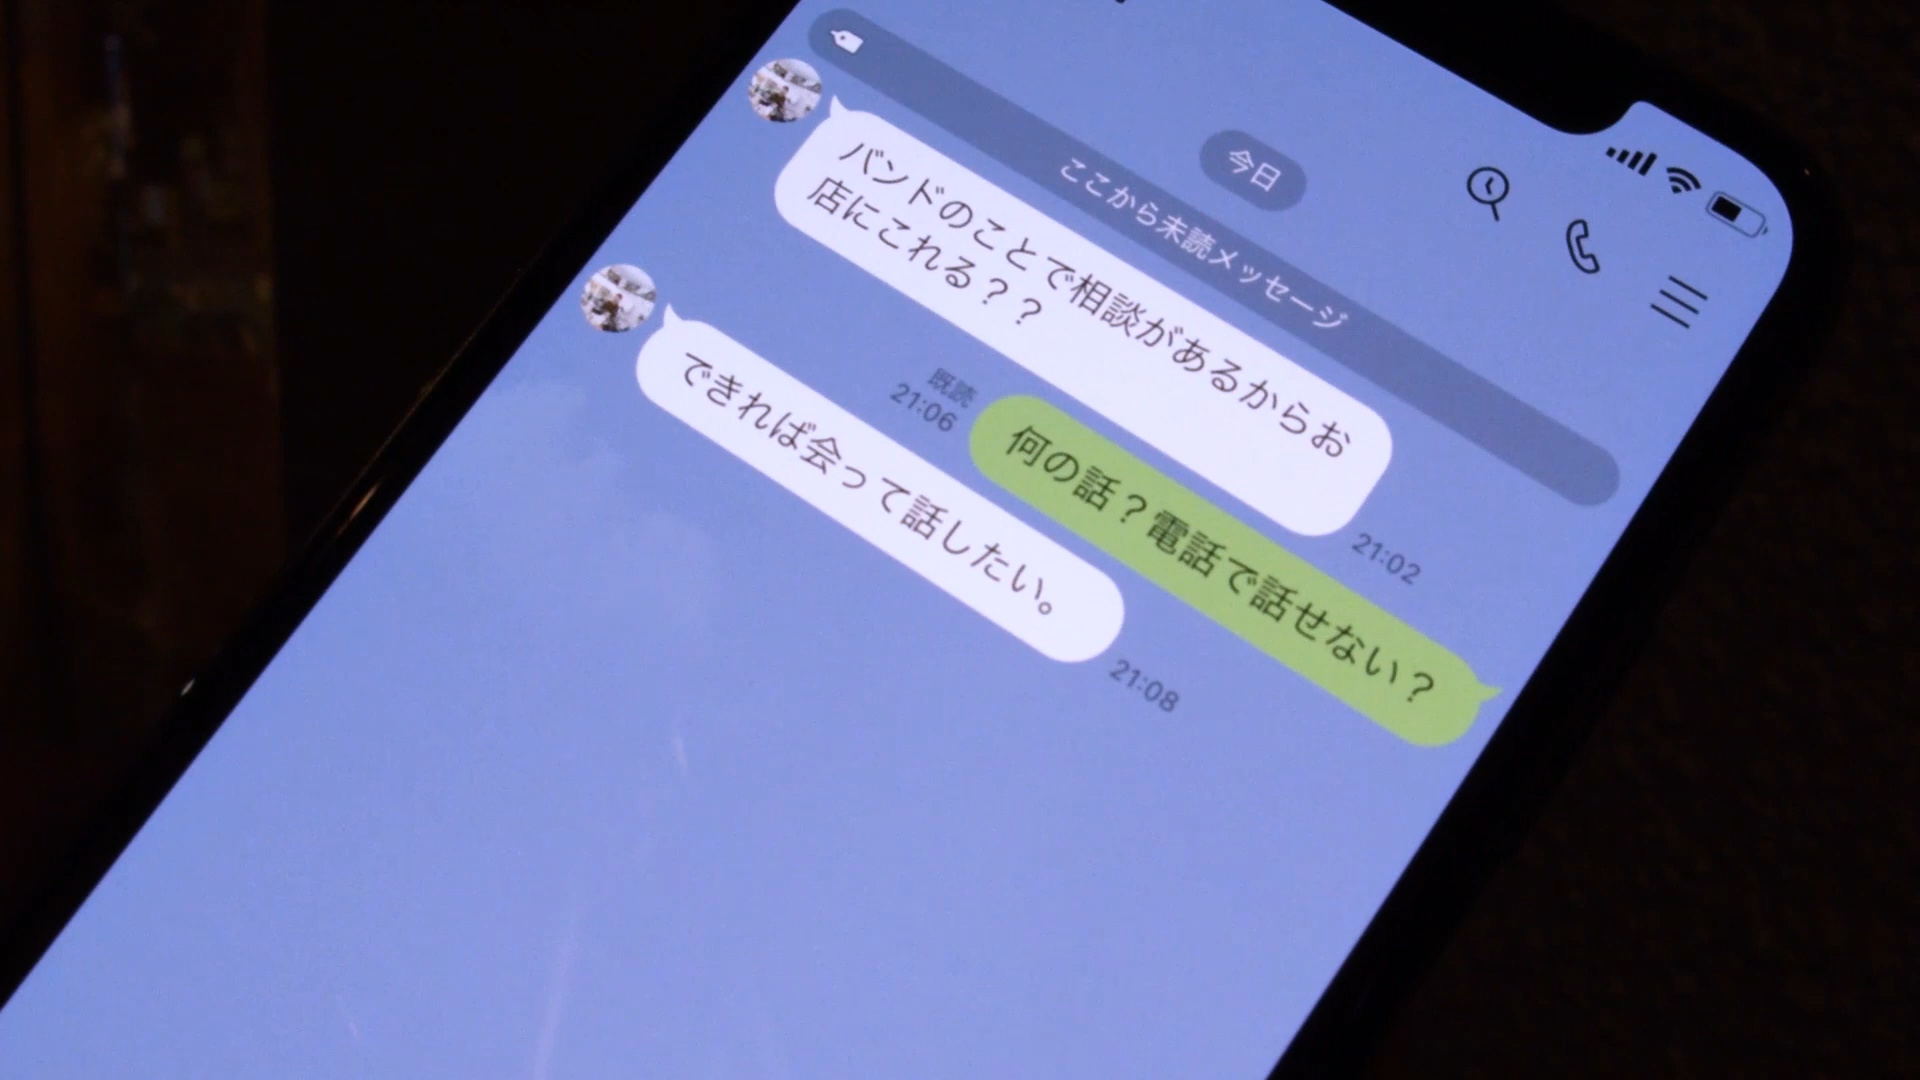 今日
ここから未読メッセージ
バンドのことで相談があるからお
店にこれる？？
21:02
既読
21:06
何の話？電話で話せない？
できれば会って話したい。
21:08